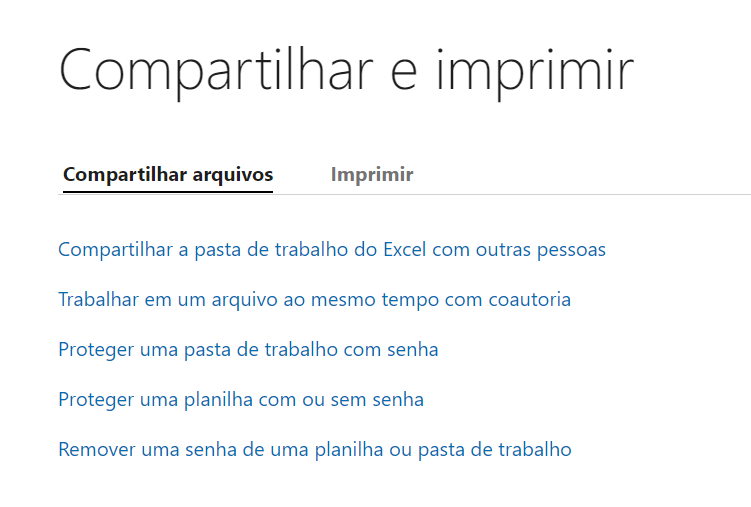 Compartilhar e imprimir
Compartilhar arquivos
Imprimir
Compartilhar a pasta de trabalho do Excel com outras pessoas
Trabalhar em um arquivo ao mesmo tempo com coautoria
Proteger uma pasta de trabalho com senha
Proteger uma planilha com ou sem senha
Remover uma senha de uma planilha ou pasta de trabalho